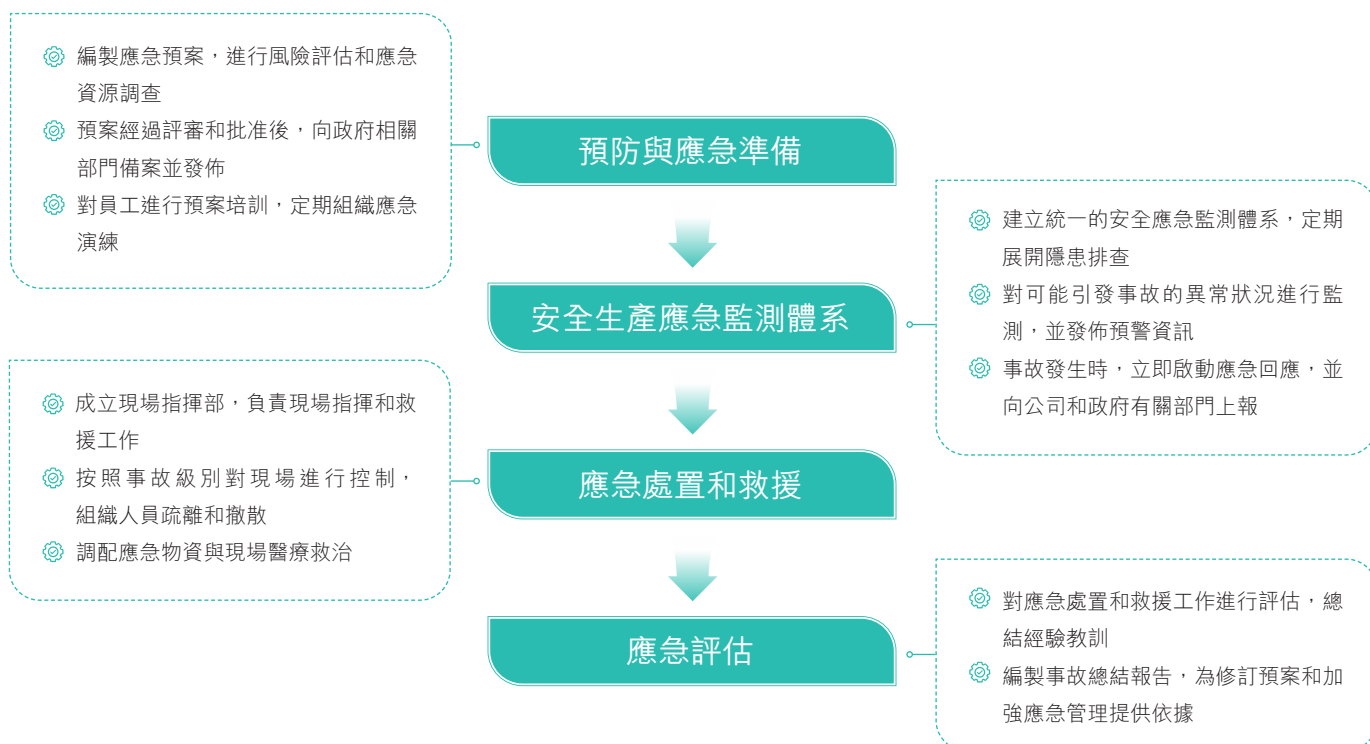 編製應急預案，進行風險評估和應急
資源調查
預案經過評審和批准後，向政府相關
部門備案並發佈
對員工進行預案培訓，定期組織應急
演練
預防與應急準備
安全生產應急監測體系
建立統一的安全應急監測體系，定期
展開隱患排查
對可能引發事故的異常狀況進行監
測，並發佈預警資訊
事故發生時，立即啟動應急回應，並
向公司和政府有關部門上報
成立現場指揮部，負責現場指揮和救
援工作
按照事故級別對現場進行控制，
組織人員疏離和撤散
調配應急物資與現場醫療救治
應急處置和救援
應急評估
對應急處置和救援工作進行評估，總
結經驗教訓
編製事故總結報告，為修訂預案和加
強應急管理提供依據